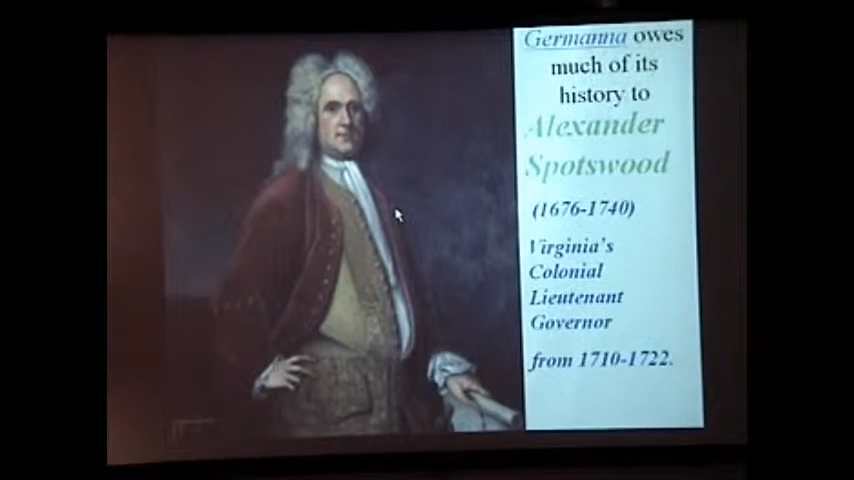 Germanna owes
much of its
history to
Alexander
Spotswood
(1676-1740)
Virginia's
Colonial
Lieutenant
Governor
from 1710-1722.